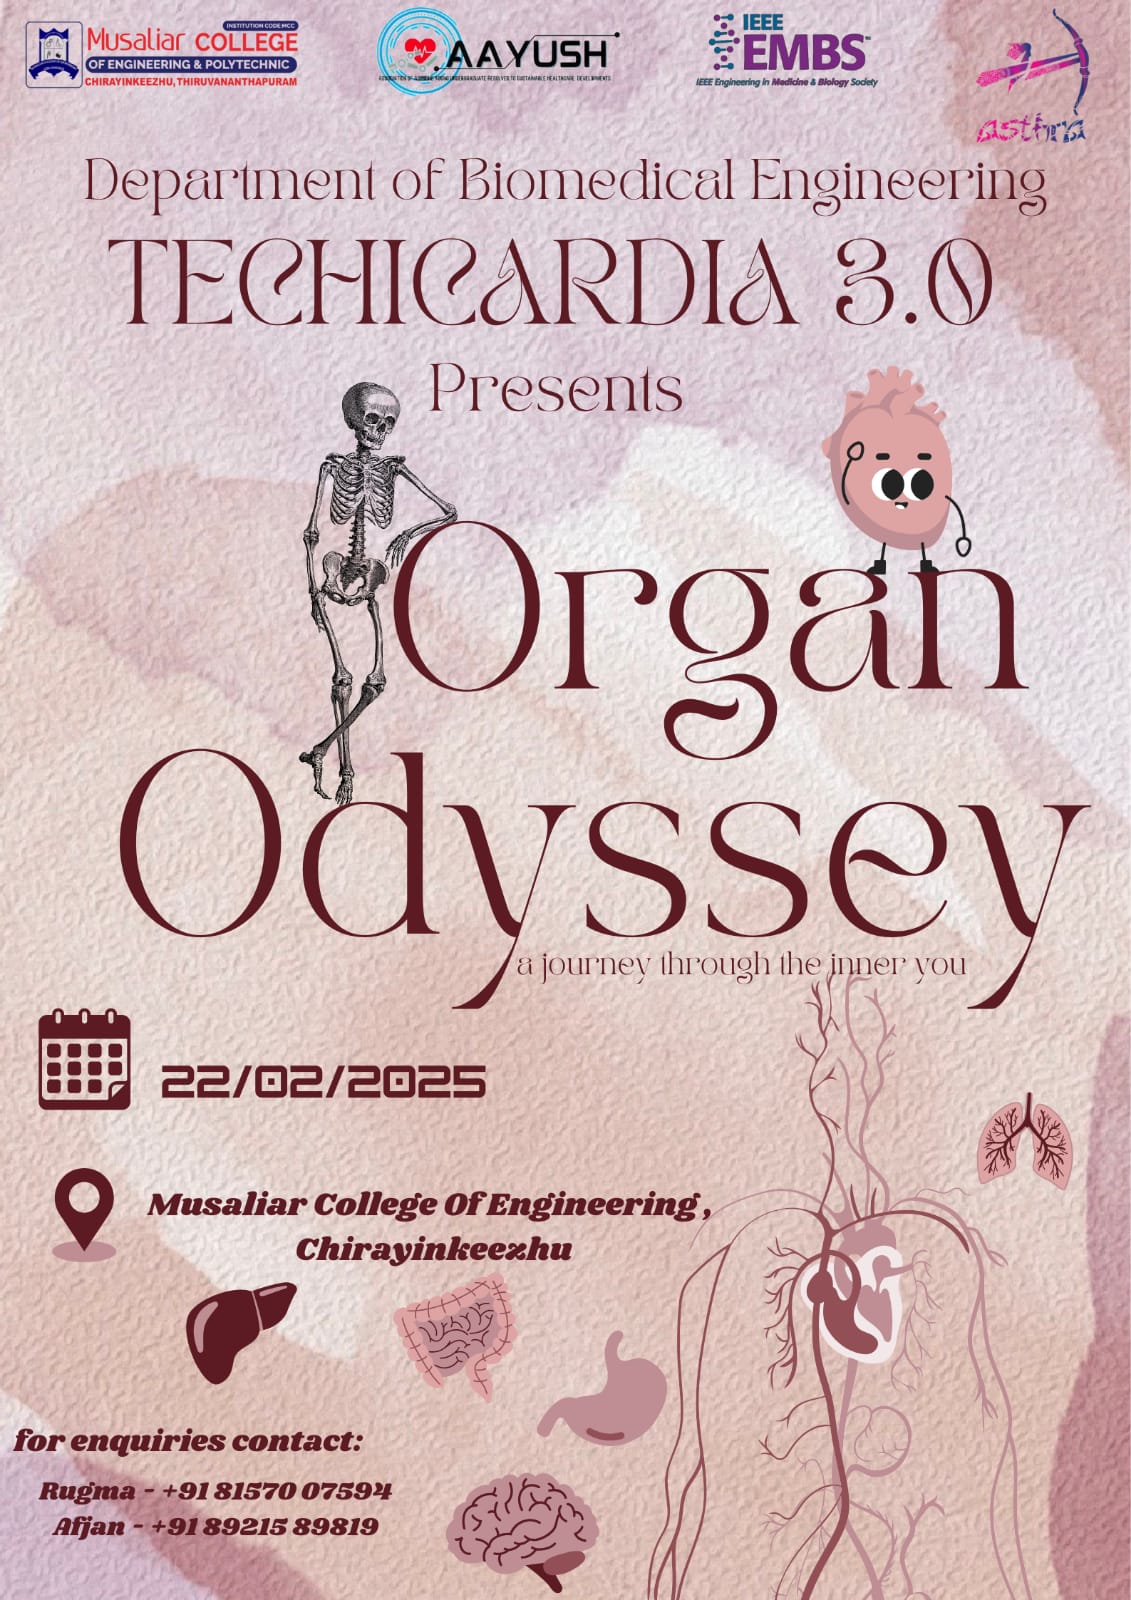 INSTITUTION CODE:MCC
Musaliar COLLEGE
OF ENGINEERING & POLYTECHNIC
CHIRAYINKEEZHU, THIRUVANANTHAPURAM
AAYUSH
IEEE
EMBS
IEEE Engineering in Medicine & Biology Society
asthra
Department of Biomedical Engineering
TECHICARDIA 3.0
Presents
Organ
Odyssey
a journey through the inner you
22/02/2025
Musaliar College Of Engineering ,
Chirayinkeezhu
for enquiries contact:
Rugma - +91 81570 07594
Afjan - +91 89215 89819